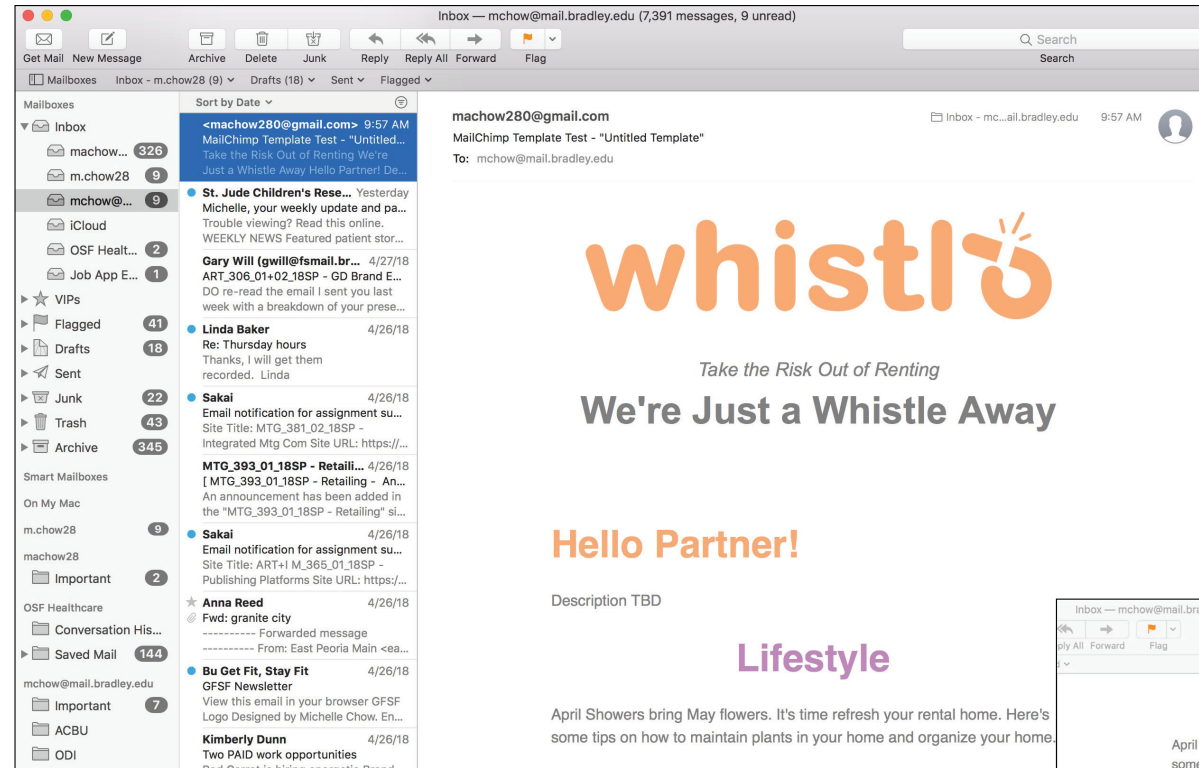 Inbox — mchow@mail.bradley.edu (7,391 messages, 9 unread)
Get Mail New Message Archive Delete Junk Reply Reply All Forward Flag Search
Search
Mailboxes Inbox - m.chow28 (9) Drafts (18) Sent Flagged
Mailboxes
Inbox
machow... 326
m.chow28 9
mchow@... 9
iCloud
OSF Healt... 2
Job App E... 1
VIPs
Flagged 41
Drafts 18
Sent
Junk 22
Trash 43
Archive 345
Smart Mailboxes
On My Mac
m.chow28 9
machow28
Important 2
OSF Healthcare
Conversation His...
Saved Mail 144
mchow@mail.bradley.edu
Important 7
ACBU
ODI
Sort by Date
<machow280@gmail.com> 9:57 AM
MailChimp Template Test - "Untitled...
Take the Risk Out of Renting We're
Just a Whistle Away Hello Partner! De...
St. Jude Children's Rese... Yesterday
Michelle, your weekly update and pa...
Trouble viewing? Read this online.
WEEKLY NEWS Featured patient stor...
Gary Will (gwill@fsmail.br... 4/27/18
ART_306_01+02_18SP - GD Brand E...
DO re-read the email I sent you last
week with a breakdown of your prese...
Linda Baker 4/26/18
Re: Thursday hours
Thanks, I will get them
recorded. Linda
Sakai 4/26/18
Email notification for assignment su...
Site Title: MTG_381_02_18SP -
Integrated Mtg Com Site URL: https://...
MTG_393_01_18SP - Retaili... 4/26/18
[ MTG_393_01_18SP - Retailing - An...
An announcement has been added in
the "MTG_393_01_18SP - Retailing" si...
Sakai 4/26/18
Email notification for assignment su...
Site Title: ART+I M_365_01_18SP -
Publishing Platforms Site URL: https:/...
Anna Reed 4/26/18
Fwd: granite city
---------- Forwarded message
---------- From: East Peoria Main <ea...
Bu Get Fit, Stay Fit 4/26/18
GFSF Newsletter
View this email in your browser GFSF
Logo Designed by Michelle Chow. En...
Kimberly Dunn 4/26/18
Two PAID work opportunities
machow280@gmail.com Inbox - mc...ail.bradley.edu 9:57 AM
MailChimp Template Test - "Untitled Template"
To: mchow@mail.bradley.edu
whistl
Take the Risk Out of Renting
We're Just a Whistle Away
Hello Partner!
Description TBD
Lifestyle
April Showers bring May flowers. It's time refresh your rental home. Here's
some tips on how to maintain plants in your home and organize your home.
Inbox — mchow@mail.bra
ply All Forward Flag
April
some